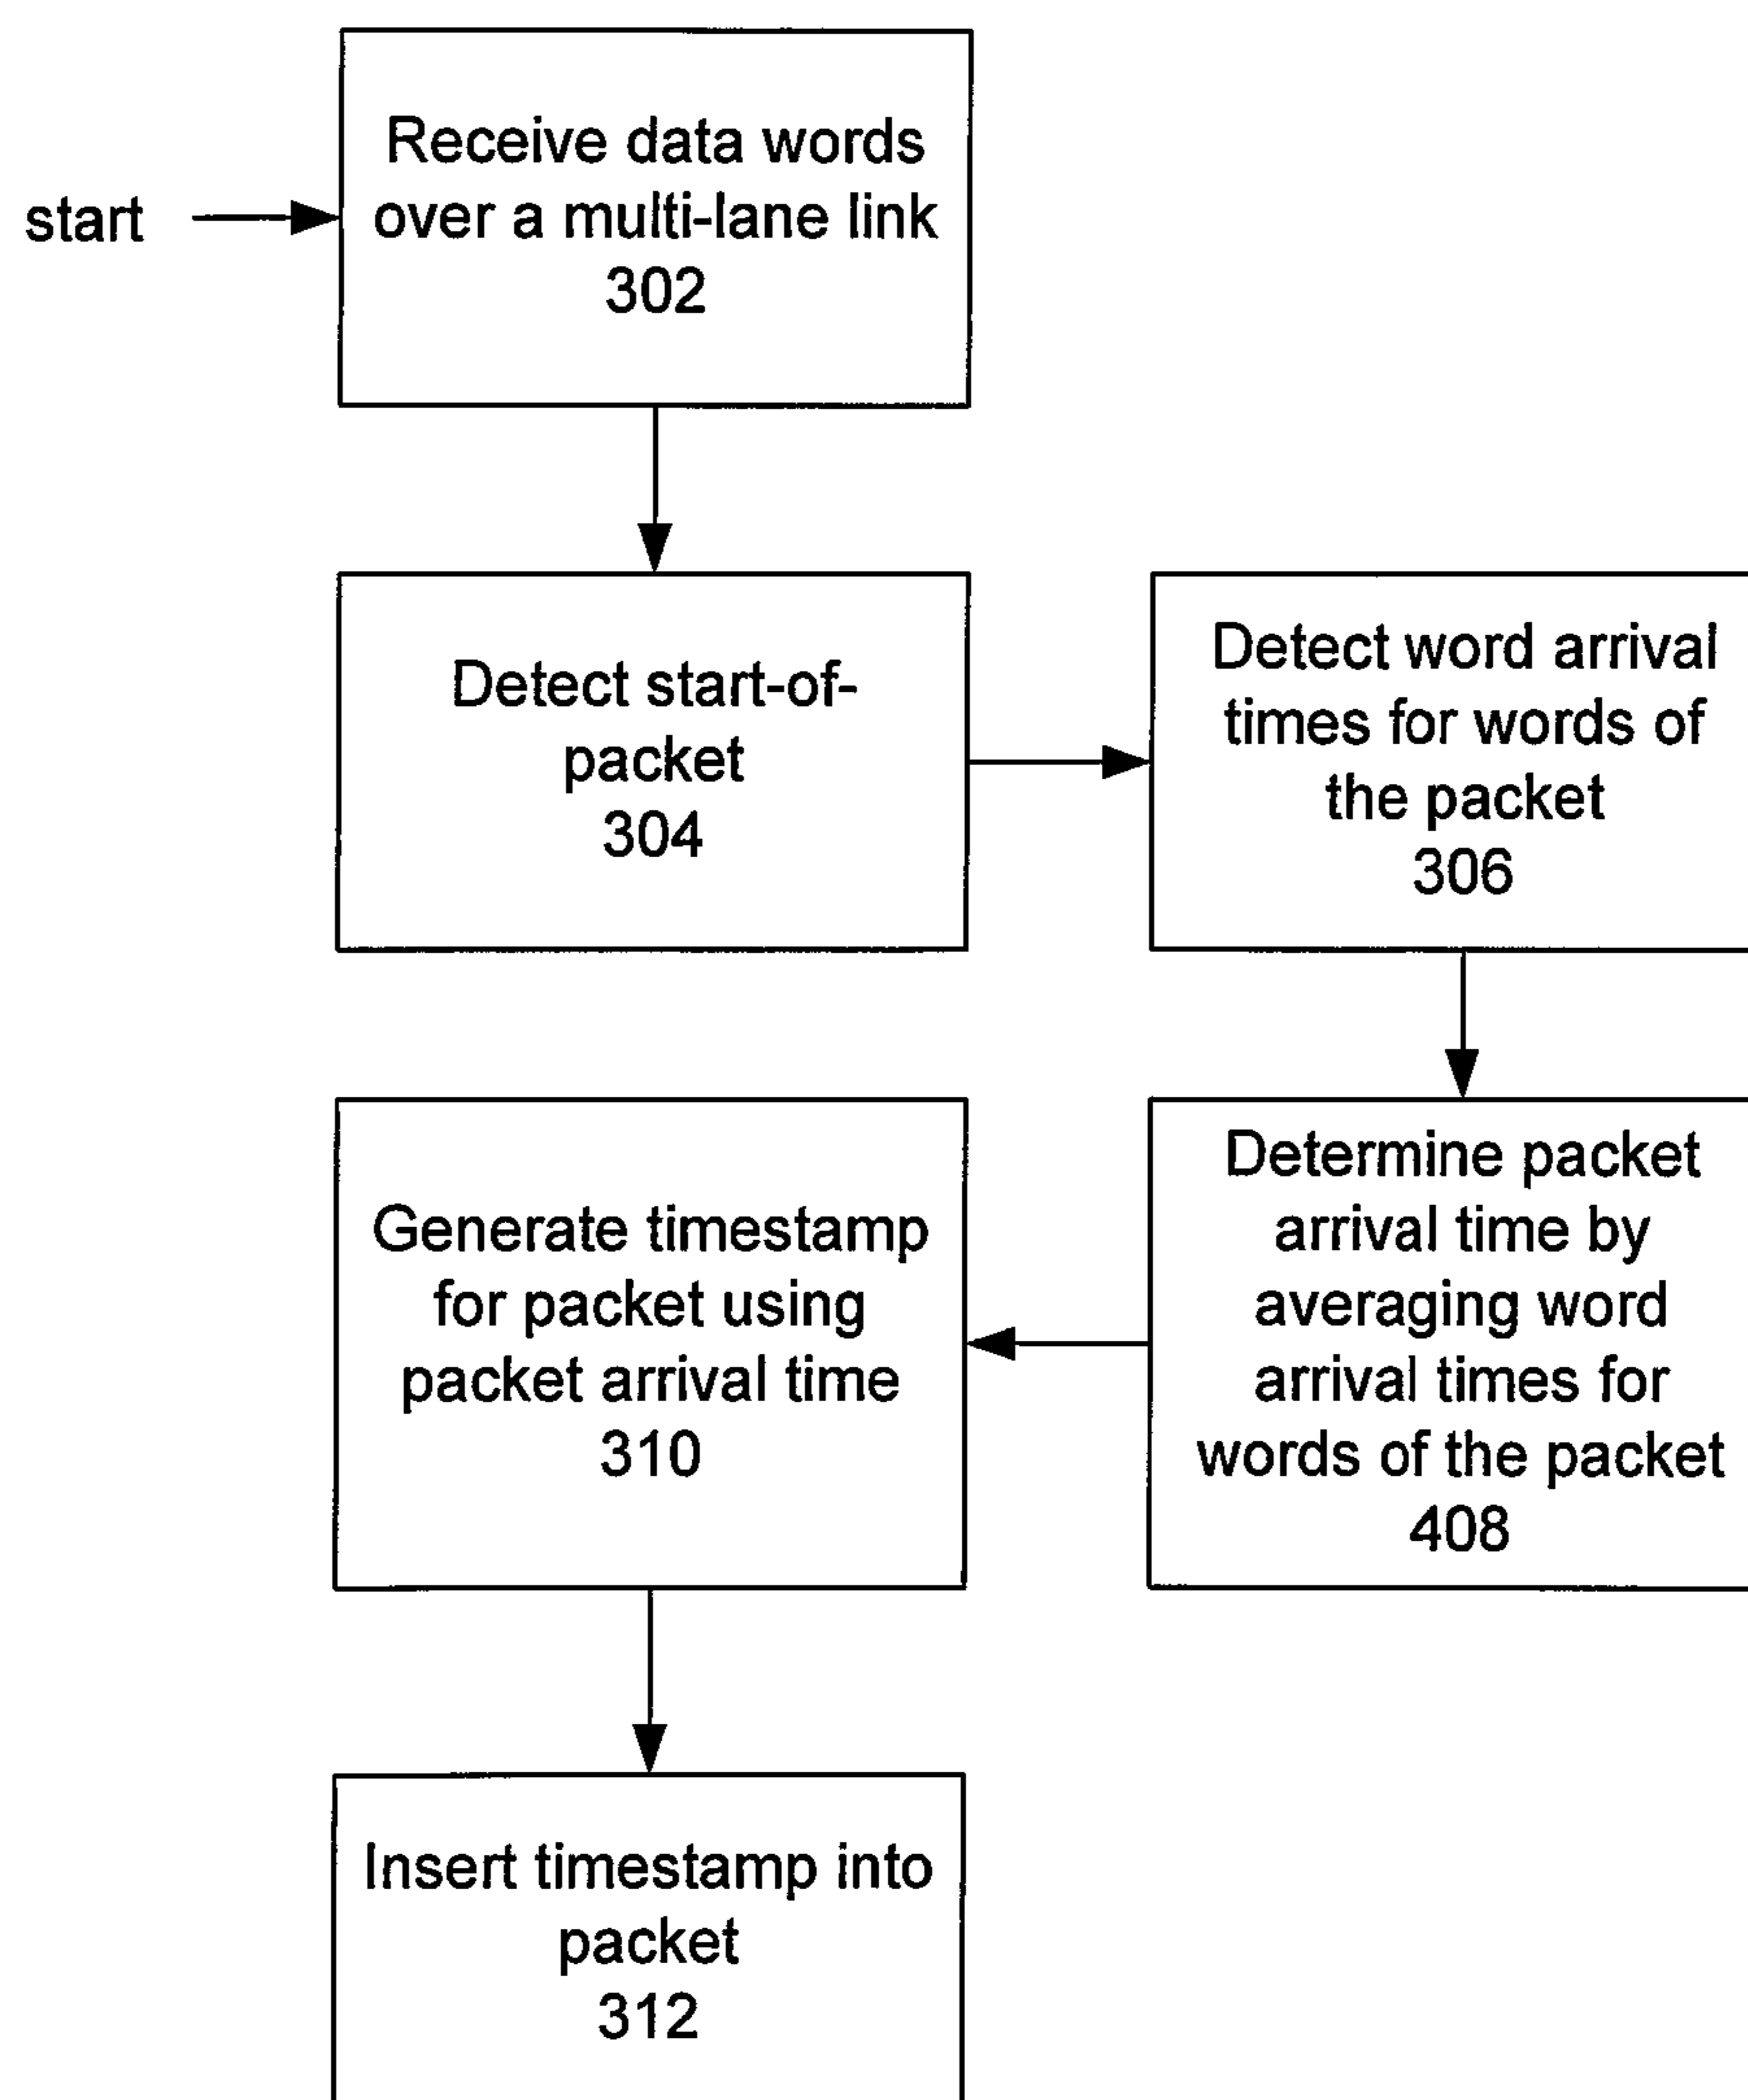 start
Receive data words
over a multi-lane link
302
Detect start-of-
packet
304
Detect word arrival
times for words of
the packet
306
Determine packet
arrival time by
averaging word
arrival times for
words of the packet
408
Generate timestamp
for packet using
packet arrival time
310
Insert timestamp into
packet
312